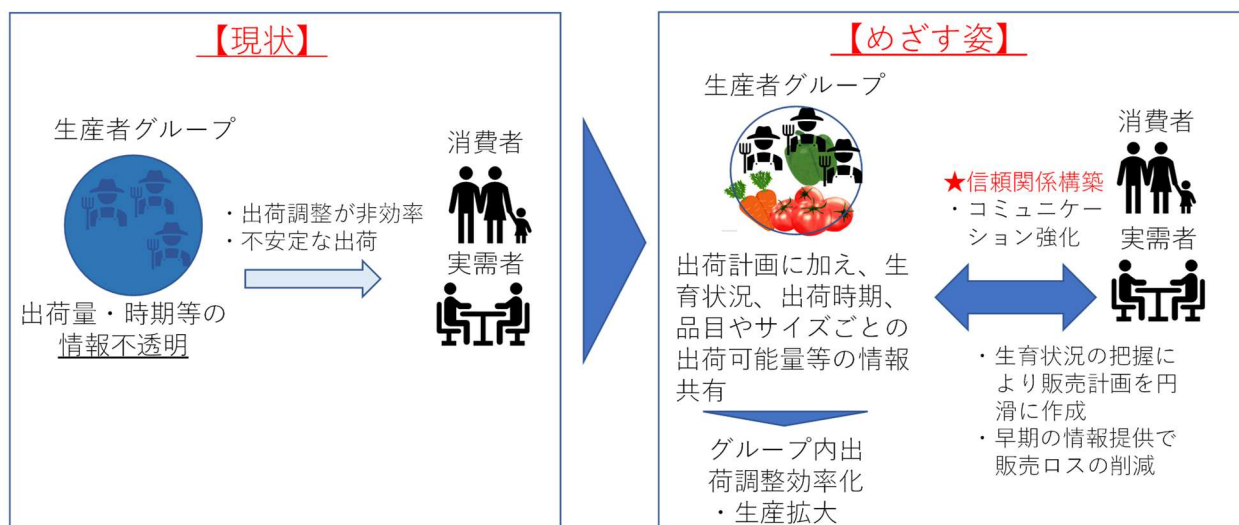 【現状】
生産者グループ
出荷量・時期等の
情報不透明
・出荷調整が非効率
・不安定な出荷
消費者
実需者
【めざす姿】
生産者グループ
出荷計画に加え、生
育状況、出荷時期、
品目やサイズごとの
出荷可能量等の情報
共有
グループ内出
荷調整効率化
・生産拡大
★信頼関係構築
・コミュニケー
ション強化
消費者
実需者
・生育状況の把握に
より販売計画を円
滑に作成
・早期の情報提供で
販売ロスの削減